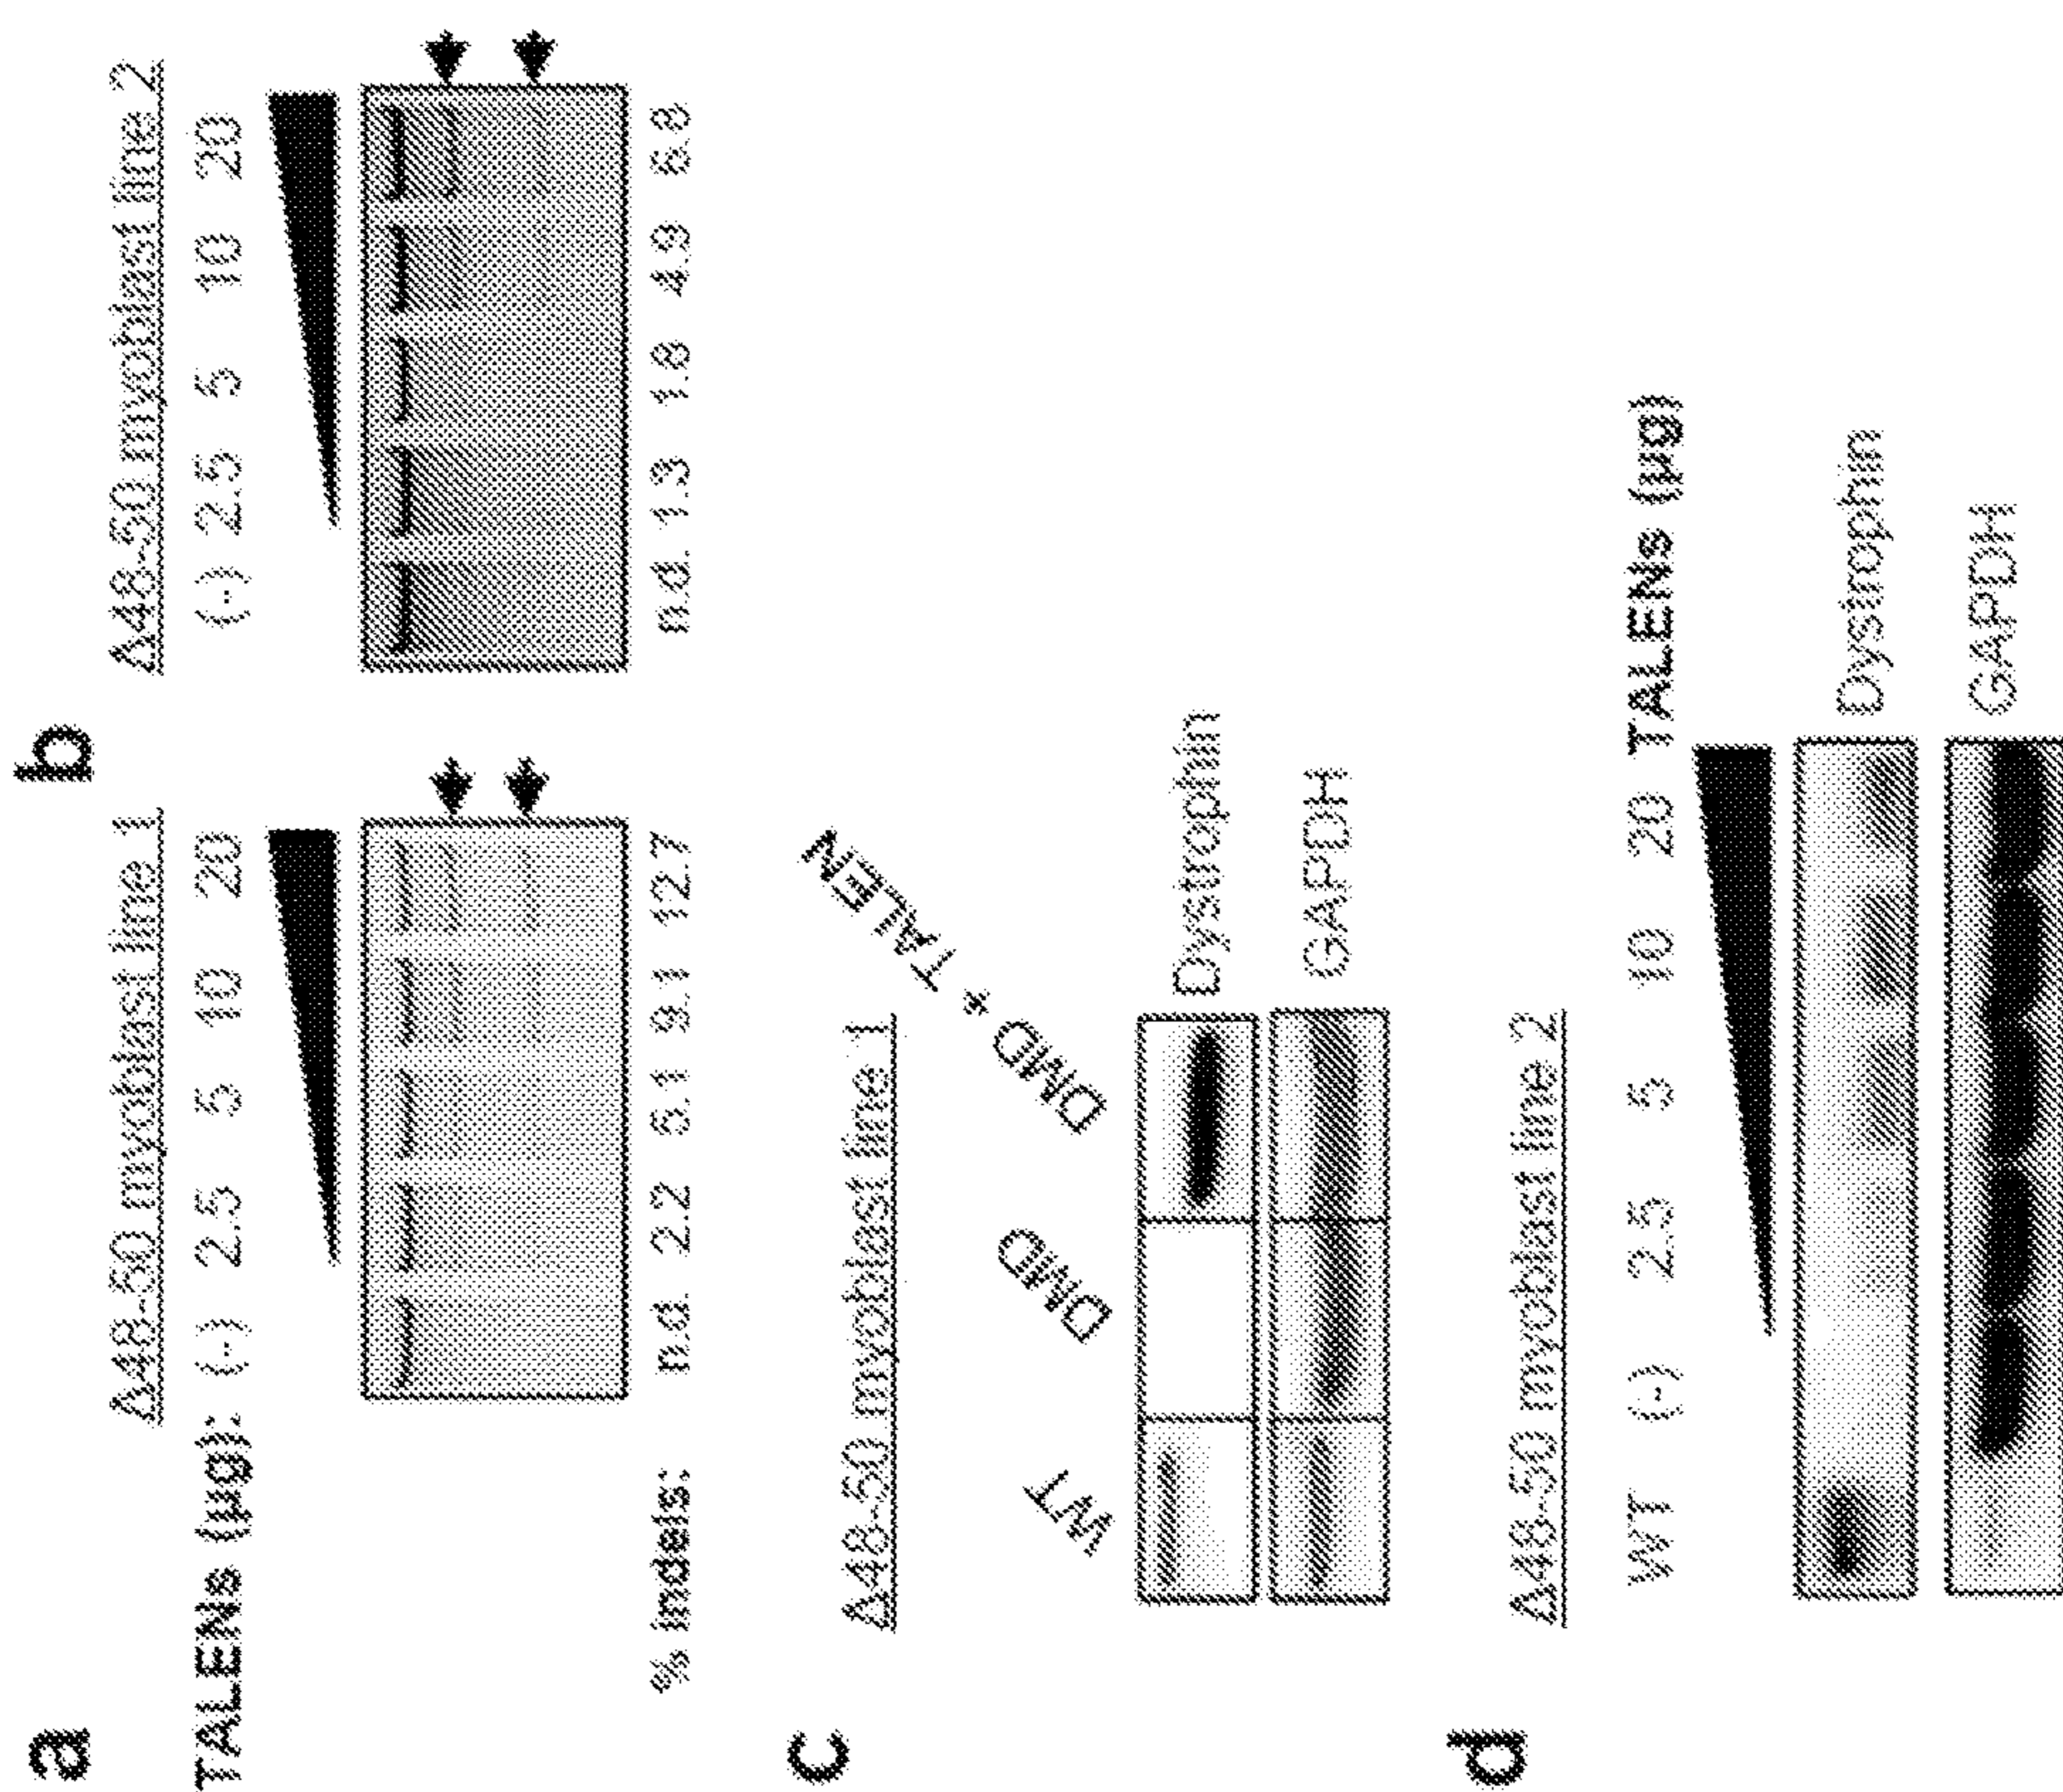 a
Δ48-50 myoblast line 1
TALENs (µg): (-) 2.5 5 10 20
% indels: n.d. 2.2 5.1 9.1 12.7
b
Δ48-50 myoblast line 2
(-) 2.5 5 10 20
n.d. 1.3 1.8 4.9 6.8
c
Δ48-50 myoblast line 1
WT DMD DMD + TALEN
Dystrophin
GAPDH
d
Δ48-50 myoblast line 2
WT (-) 2.5 5 10 20 TALENs (µg)
Dystrophin
GAPDH